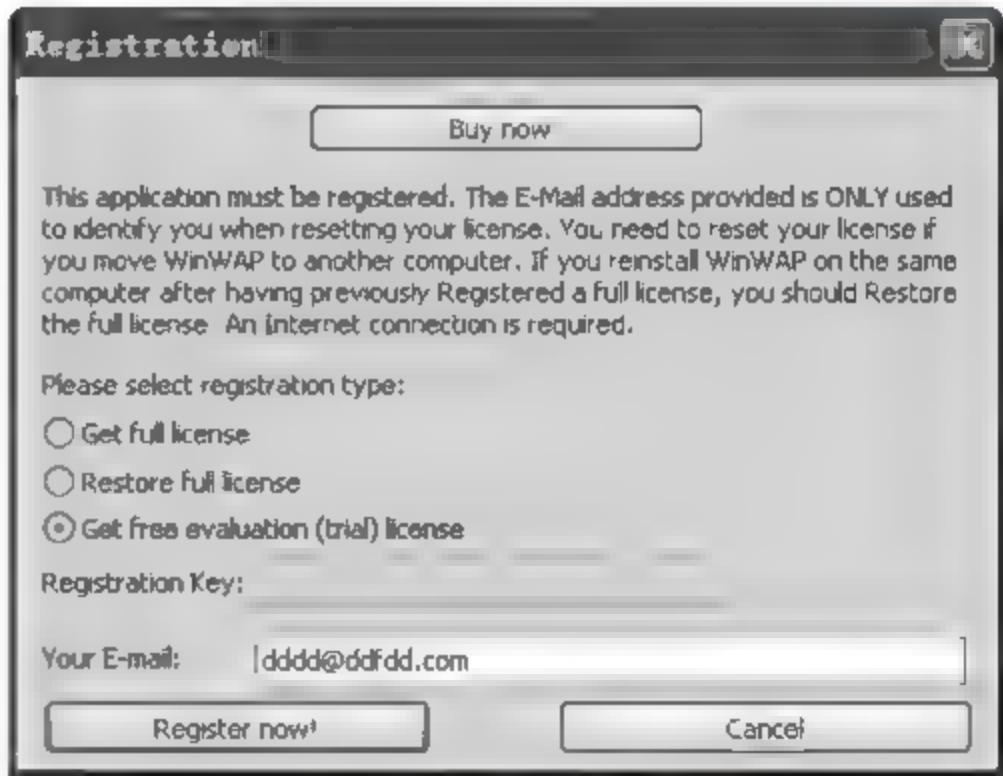 Registration
Buy now
This application must be registered. The E-Mail address provided is ONLY used
to identify you when resetting your license. You need to reset your license if
you move WinWAP to another computer. If you reinstall WinWAP on the same
computer after having previously Registered a full license, you should Restore
the full license. An Internet connection is required.
Please select registration type:
Get full license
Restore full license
Get free evaluation (trial) license
Registration Key:
Your E-mail: dddd@ddfdd.com
Register now!
Cancel